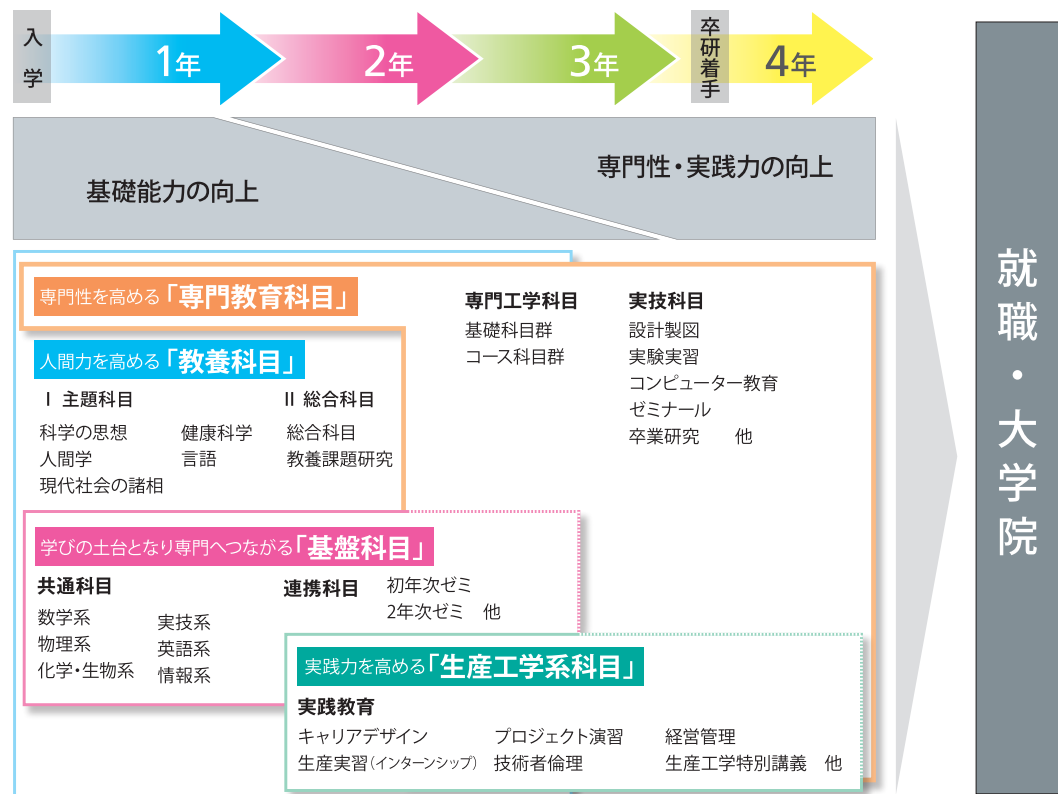 入学
1年
2年
3年
卒研着手
4年
基礎能力の向上
専門性・実践力の向上
専門性を高める「専門教育科目」
専門工学科目
基礎科目群
コース科目群
実技科目
設計製図
実験実習
コンピューター教育
ゼミナール
卒業研究 他
人間力を高める「教養科目」
Ⅰ 主題科目
科学の思想
人間学
現代社会の諸相
健康科学
言語
Ⅱ 総合科目
総合科目
教養課題研究
学びの土台となり専門へつながる「基盤科目」
共通科目
数学系
物理系
化学・生物系
実技系
英語系
情報系
連携科目
初年次ゼミ
2年次ゼミ 他
実践力を高める「生産工学系科目」
実践教育
キャリアデザイン
生産実習(インターンシップ)
プロジェクト演習
技術者倫理
経営管理
生産工学特別講義 他
就職・大学院